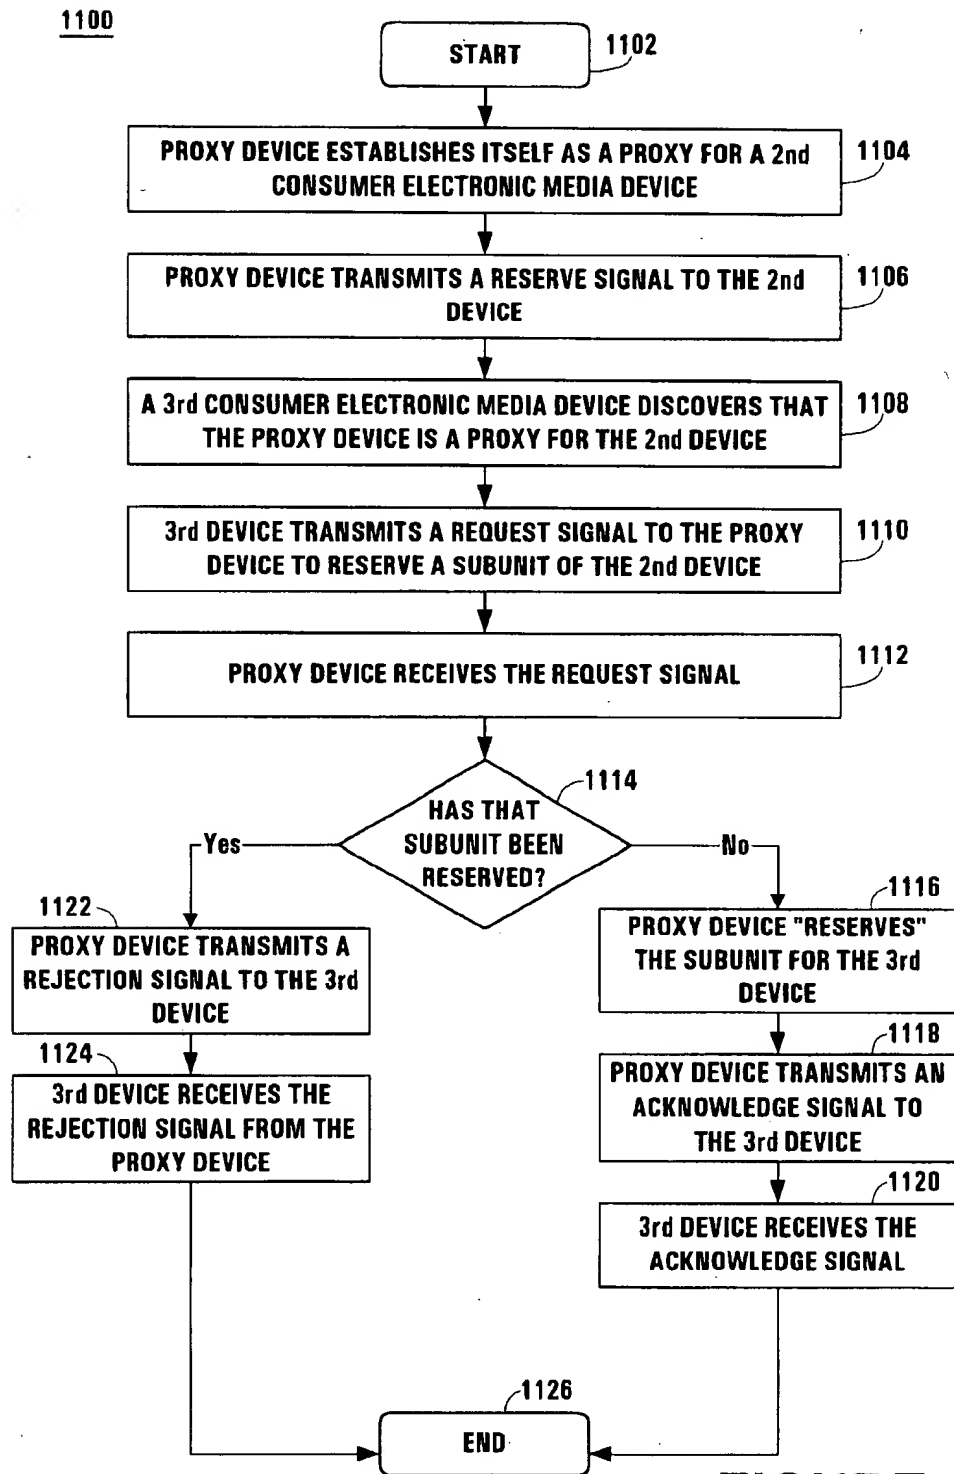 1100
START
1102
PROXY DEVICE ESTABLISHES ITSELF AS A PROXY FOR A 2nd
CONSUMER ELECTRONIC MEDIA DEVICE
1104
PROXY DEVICE TRANSMITS A RESERVE SIGNAL TO THE 2nd
DEVICE
1106
A 3rd CONSUMER ELECTRONIC MEDIA DEVICE DISCOVERS THAT
THE PROXY DEVICE IS A PROXY FOR THE 2nd DEVICE
1108
3rd DEVICE TRANSMITS A REQUEST SIGNAL TO THE PROXY
DEVICE TO RESERVE A SUBUNIT OF THE 2nd DEVICE
1110
PROXY DEVICE RECEIVES THE REQUEST SIGNAL
1112
HAS THAT
SUBUNIT BEEN
RESERVED?
1114
Yes
No
1122
PROXY DEVICE TRANSMITS A
REJECTION SIGNAL TO THE 3rd
DEVICE
1124
3rd DEVICE RECEIVES THE
REJECTION SIGNAL FROM THE
PROXY DEVICE
1116
PROXY DEVICE "RESERVES"
THE SUBUNIT FOR THE 3rd
DEVICE
1118
PROXY DEVICE TRANSMITS AN
ACKNOWLEDGE SIGNAL TO
THE 3rd DEVICE
1120
3rd DEVICE RECEIVES THE
ACKNOWLEDGE SIGNAL
1126
END